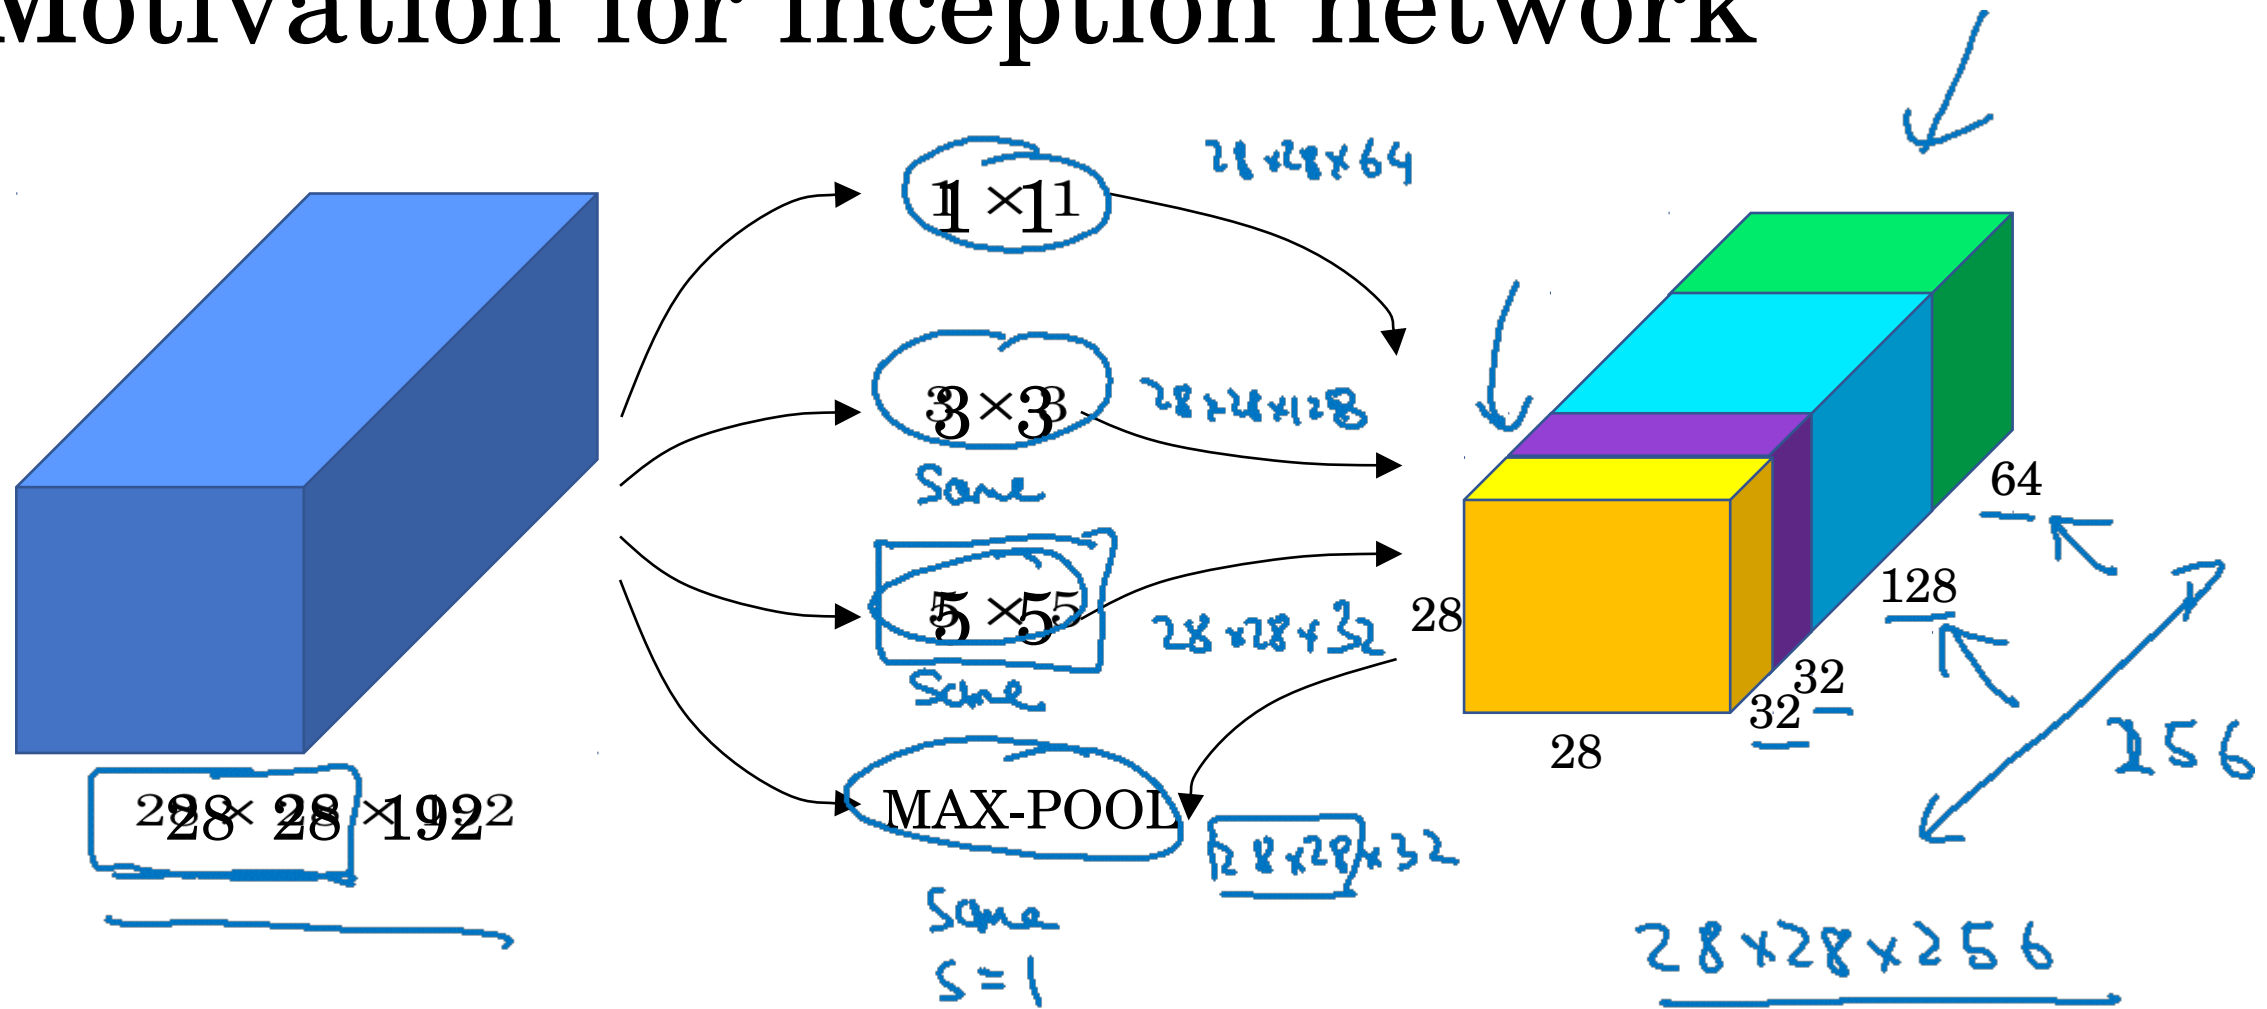 Motivation for inception network
1 × 1
28×28×64
3 × 3
28×28×128
Same
5 × 5
28×28×32
Same
MAX-POOL
28×28×32
Same
s=1
28 × 28 × 192
28
28
32
32
128
64
256
28×28×256